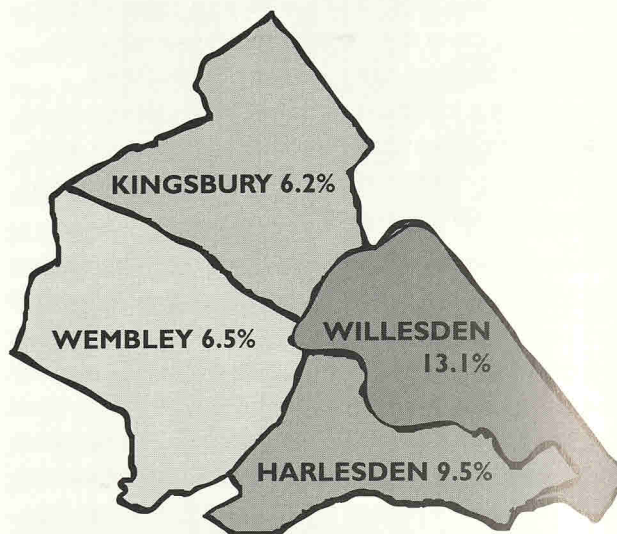 KINGSBURY 6.2%
WEMBLEY 6.5%
WILLESDEN
13.1%
HARLESDEN 9.5%